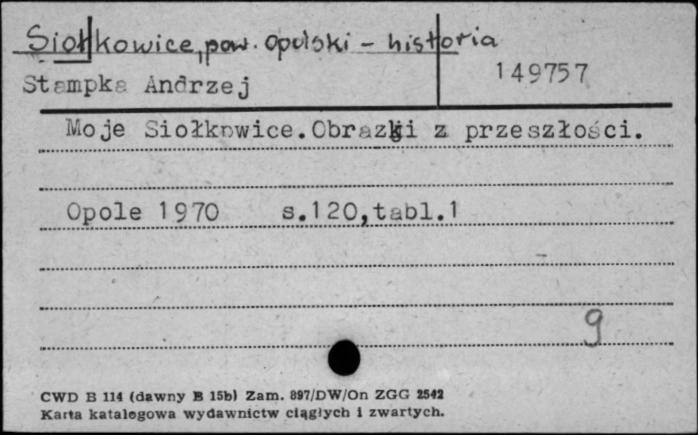 Siołkowice, pow. opolski - historia
Stampka Andrzej
149757
Moje Siołkowice. Obrazki z przeszłości.
Opole 1970 s.120,tabl.1
9
CWD B 114 (dawny B 15b) Zam. 897/DW/On ZGG 2542
Karta katalogowa wydawnictw ciągłych i zwartych.